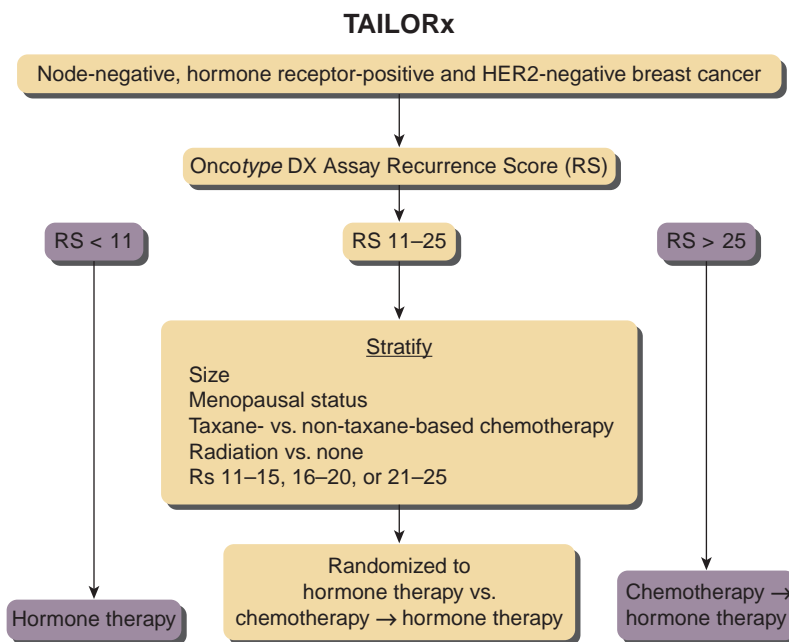 TAILORx
Node-negative, hormone receptor-positive and HER2-negative breast cancer
Oncotype DX Assay Recurrence Score (RS)
RS < 11
RS 11–25
RS > 25
Stratify
Size
Menopausal status
Taxane- vs. non-taxane-based chemotherapy
Radiation vs. none
Rs 11–15, 16–20, or 21–25
Hormone therapy
Randomized to
hormone therapy vs.
chemotherapy → hormone therapy
Chemotherapy →
hormone therapy